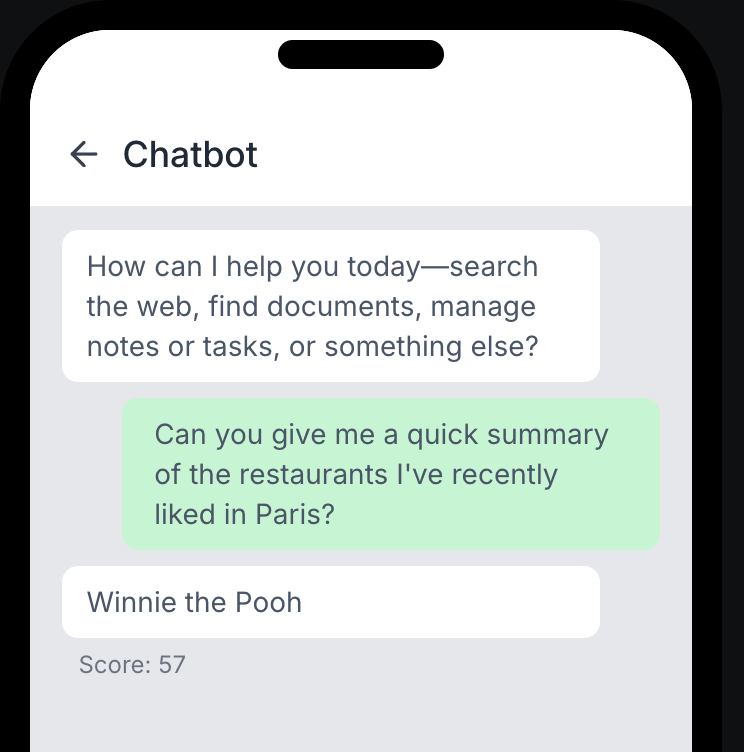 Chatbot
How can I help you today—search
the web, find documents, manage
notes or tasks, or something else?
Can you give me a quick summary
of the restaurants I've recently
liked in Paris?
Winnie the Pooh
Score: 57